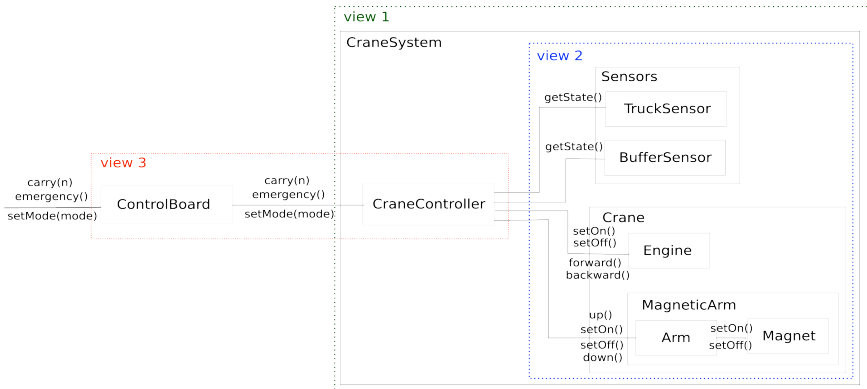 view 1
CraneSystem
view 2
Sensors
getState()
TruckSensor
getState()
BufferSensor
view 3
carry(n)
emergency()
setMode(mode)
ControlBoard
carry(n)
emergency()
setMode(mode)
CraneController
Crane
setOn()
setOff()
Engine
forward()
backward()
MagneticArm
up()
setOn()
setOff()
down()
Arm
setOn()
setOff()
Magnet